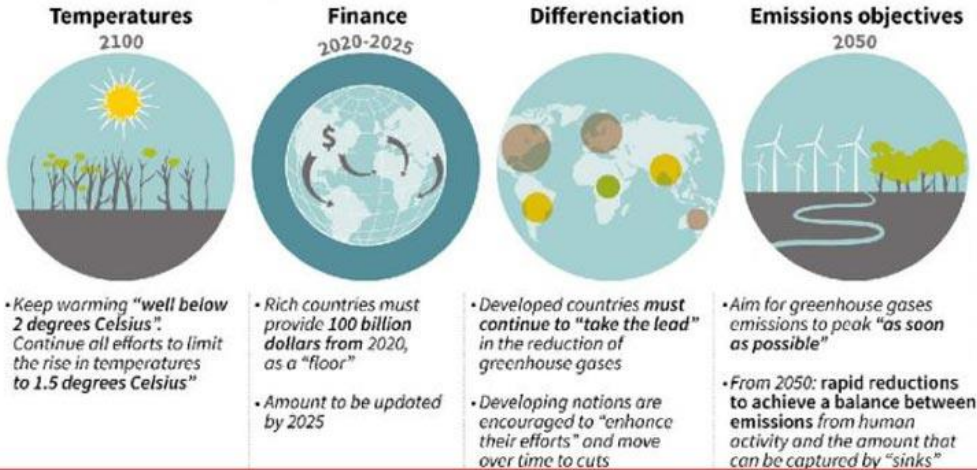 Temperatures
2100
• Keep warming “well below
2 degrees Celsius”.
Continue all efforts to limit
the rise in temperatures
to 1.5 degrees Celsius”
Finance
2020-2025
$
• Rich countries must
provide 100 billion
dollars from 2020,
as a “floor”
• Amount to be updated
by 2025
Differenciation
• Developed countries must
continue to “take the lead”
in the reduction of
greenhouse gases
• Developing nations are
encouraged to “enhance
their efforts” and move
over time to cuts
Emissions objectives
2050
• Aim for greenhouse gases
emissions to peak “as soon
as possible”
• From 2050: rapid reductions
to achieve a balance between
emissions from human
activity and the amount that
can be captured by “sinks”